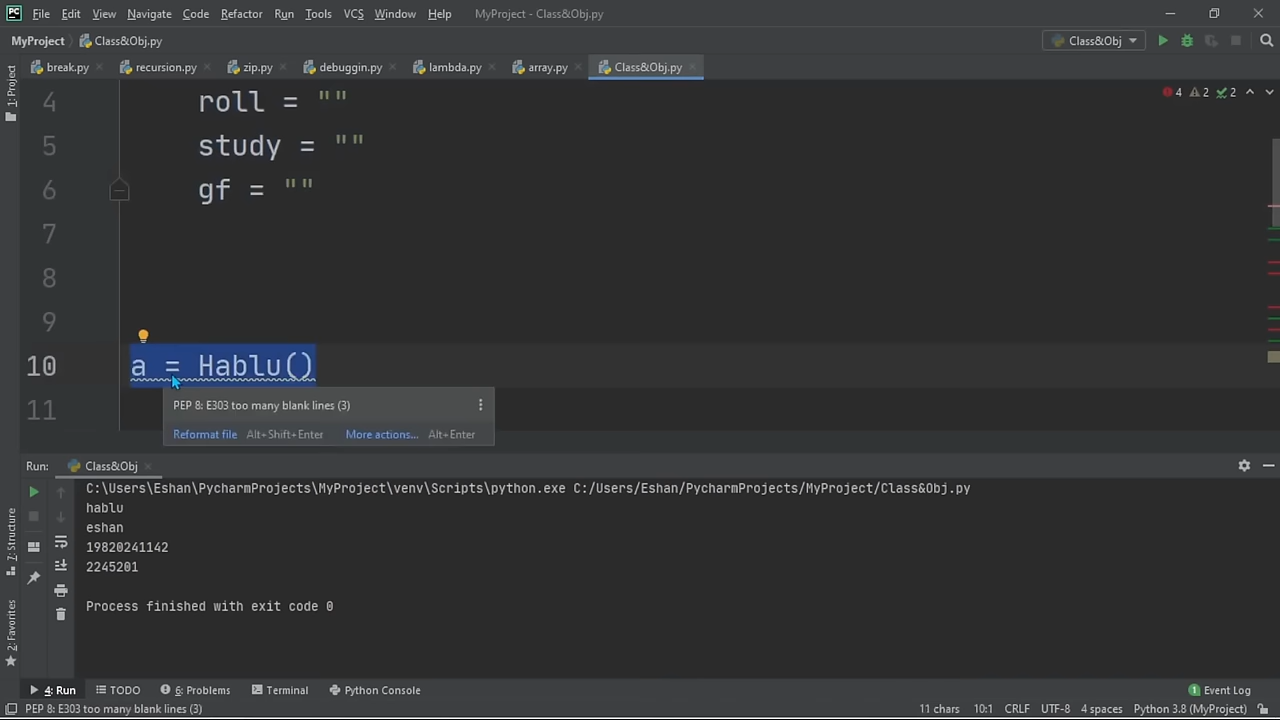 PC File Edit View Navigate Code Refactor Run Tools VCS Window Help MyProject - Class&Obj.py
MyProject Class&Obj.py Class&Obj
break.py recursion.py zip.py debuggin.py lambda.py array.py Class&Obj.py
1: Project
4 roll = "" 4 2 2
5 study = ""
6 gf = ""
7
8
9
10 a = Hablu()
PEP 8: E303 too many blank lines (3)
11
Reformat file Alt+Shift+Enter More actions... Alt+Enter
Run: Class&Obj
C:\Users\Eshan\PycharmProjects\MyProject\venv\Scripts\python.exe C:/Users/Eshan/PycharmProjects/MyProject/Class&Obj.py
hablu
eshan
19820241142
2245201
Process finished with exit code 0
Z: Structure
2: Favorites
4: Run TODO 6: Problems Terminal Python Console 1 Event Log
PEP 8: E303 too many blank lines (3) 11 chars 10:1 CRLF UTF-8 4 spaces Python 3.8 (MyProject)